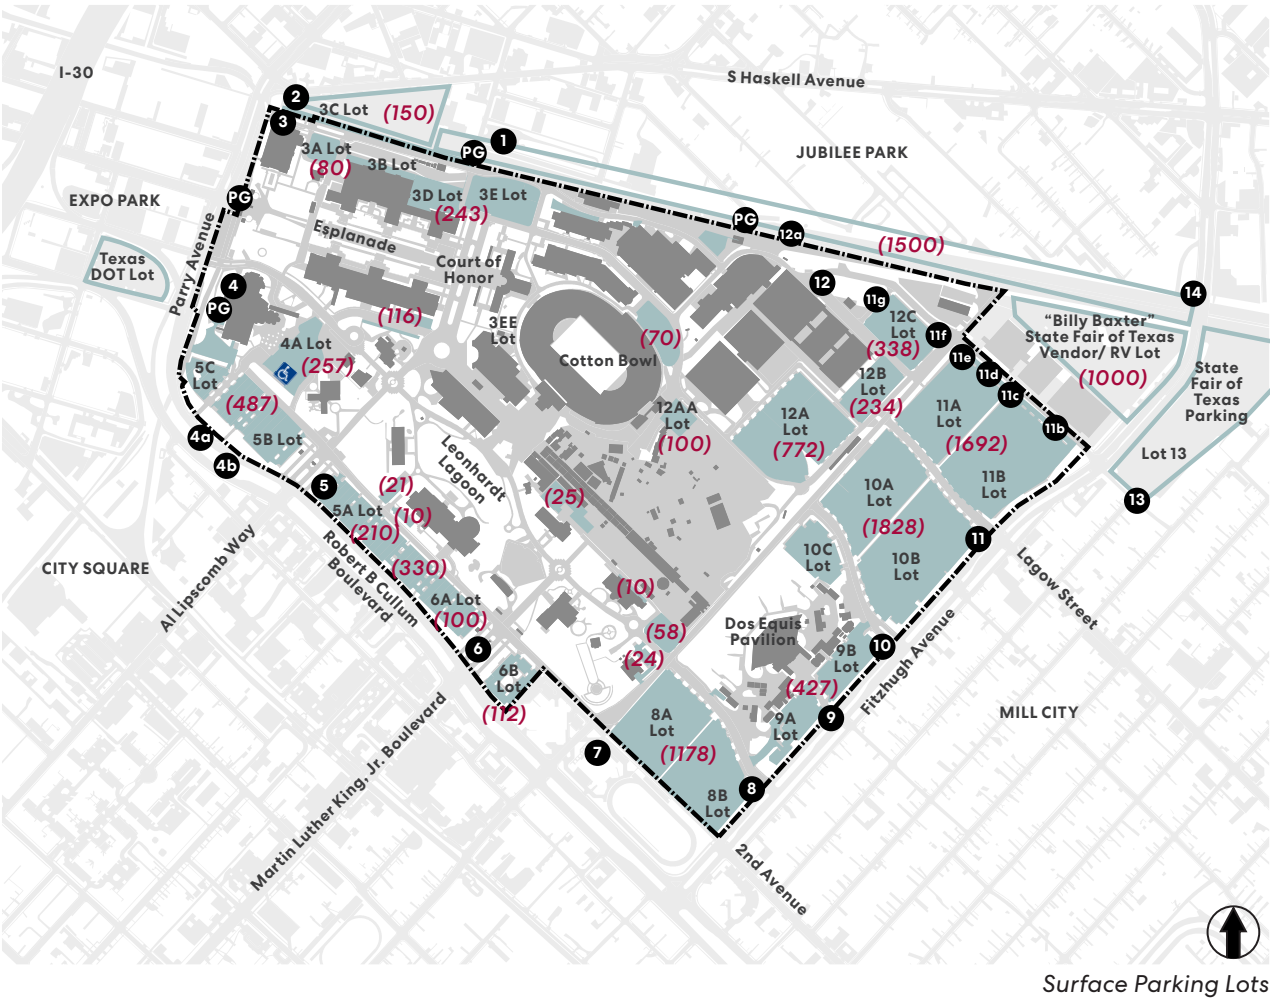 I-30
S Haskell Avenue
2
3C Lot
(150)
3
1
PG
3A Lot
(80)
3B Lot
JUBILEE PARK
EXPO PARK
PG
3D Lot
3E Lot
(243)
PG
12a
(1500)
Esplanade
Parry Avenue
Texas
DOT Lot
Court of
Honor
4
PG
12
11g
14
(116)
3EE
Lot
(70)
12C
Lot
(338)
11f
"Billy Baxter"
State Fair of Texas
Vendor/ RV Lot
(1000)
4A Lot
(257)
Cotton Bowl
11e
11d
11c
11b
5C
Lot
12B
Lot
(234)
State
Fair of
Texas
Parking
(487)
12AA
Lot
(100)
12A
Lot
(772)
11A
Lot
(1692)
4a
5B Lot
4b
Leonhardt
Lagoon
Lot 13
5
(21)
(25)
10A
Lot
11B
Lot
13
5A Lot
(10)
(210)
(1828)
11
Robert B Cullum
Boulevard
Al Lipscomb Way
CITY SQUARE
10C
Lot
10B
Lot
Lagow Street
(330)
(10)
6A Lot
(100)
(58)
Dos Equis
Pavilion
10
6
(24)
9B
Lot
Fitzhugh Avenue
6B
Lot
(427)
(112)
8A
Lot
9A
Lot
9
MILL CITY
Martin Luther King, Jr. Boulevard
7
(1178)
8
8B
Lot
2nd Avenue
Surface Parking Lots